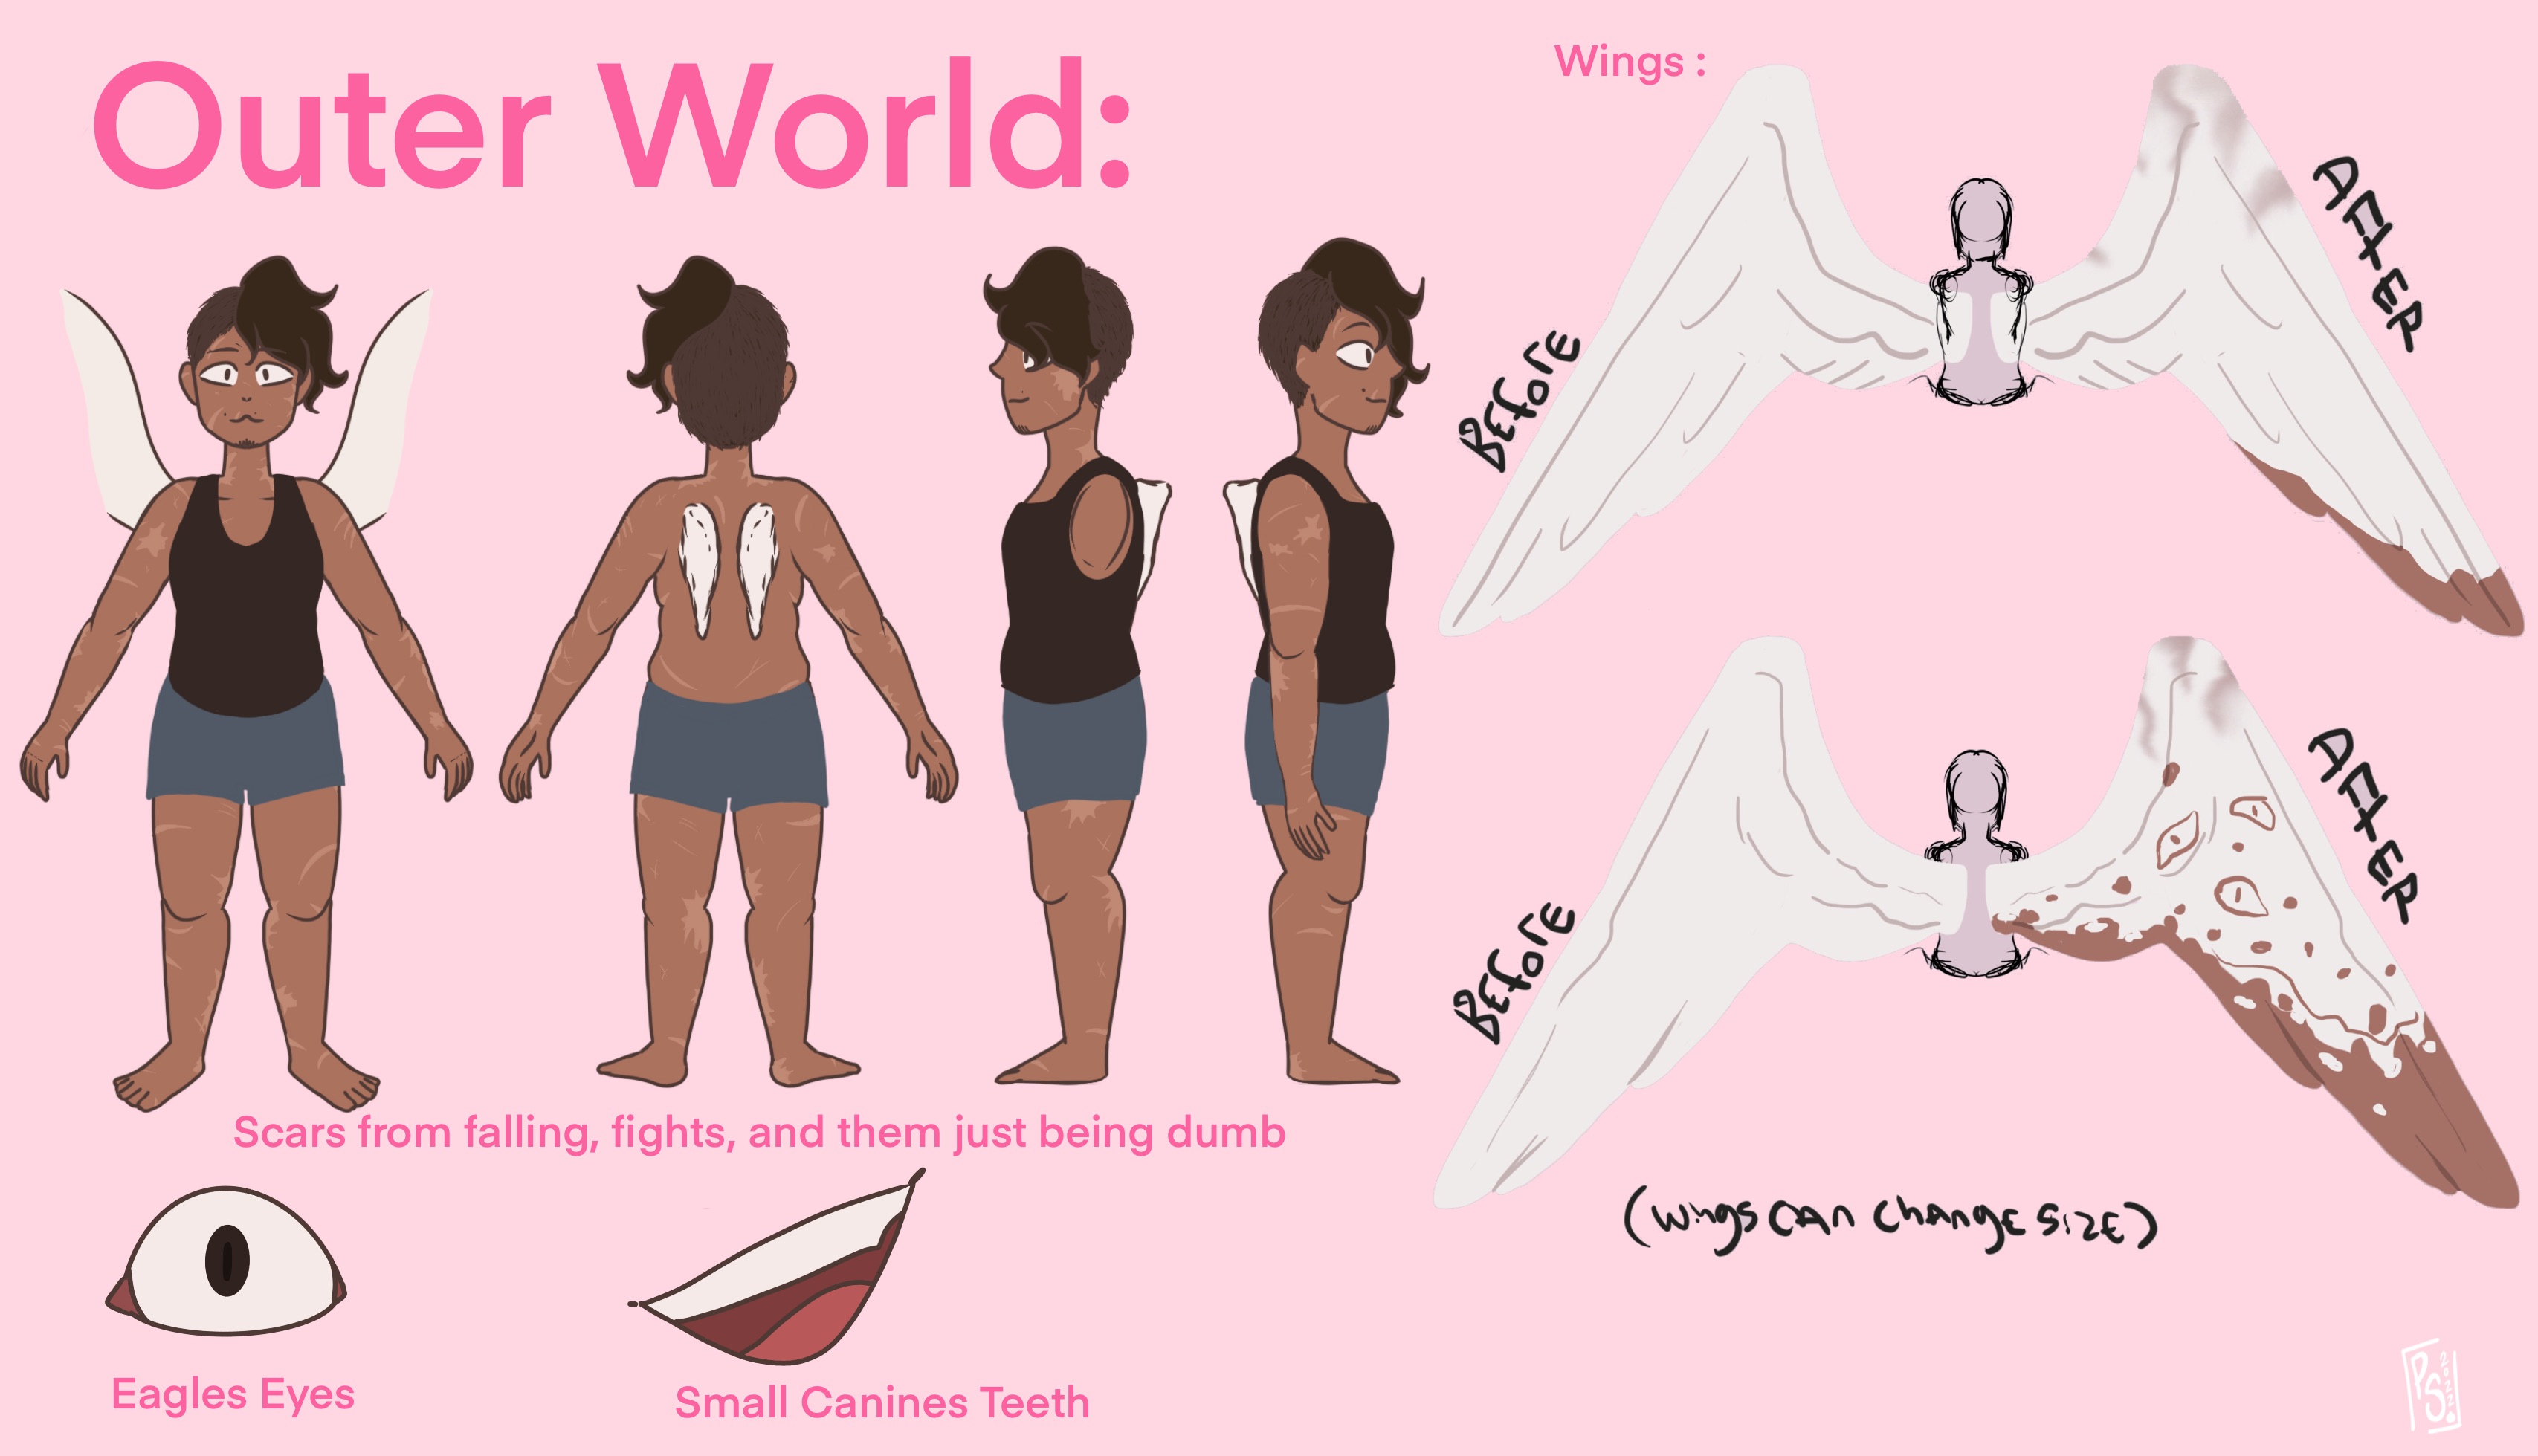 Outer World:
Wings :
BEforE
AFtER
BEforE
AFtER
Scars from falling, fights, and them just being dumb
(wings CAn ChAngE SizE)
Eagles Eyes
Small Canines Teeth
PS